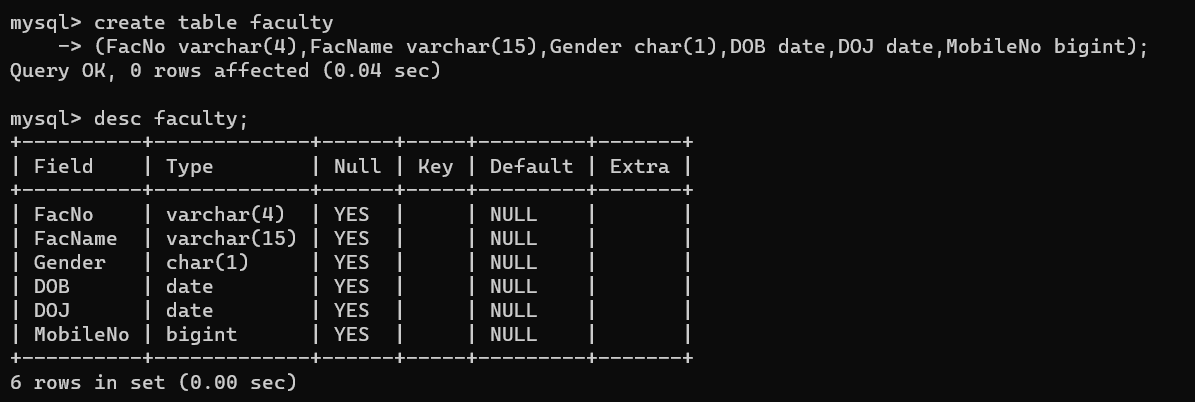 mysql> create table faculty
    -> (FacNo varchar(4),FacName varchar(15),Gender char(1),DOB date,DOJ date,MobileNo bigint);
Query OK, 0 rows affected (0.04 sec)

mysql> desc faculty;
+----------+-------------+------+-----+---------+-------+
| Field    | Type        | Null | Key | Default | Extra |
+----------+-------------+------+-----+---------+-------+
| FacNo    | varchar(4)  | YES  |     | NULL    |       |
| FacName  | varchar(15) | YES  |     | NULL    |       |
| Gender   | char(1)     | YES  |     | NULL    |       |
| DOB      | date        | YES  |     | NULL    |       |
| DOJ      | date        | YES  |     | NULL    |       |
| MobileNo | bigint      | YES  |     | NULL    |       |
+----------+-------------+------+-----+---------+-------+
6 rows in set (0.00 sec)